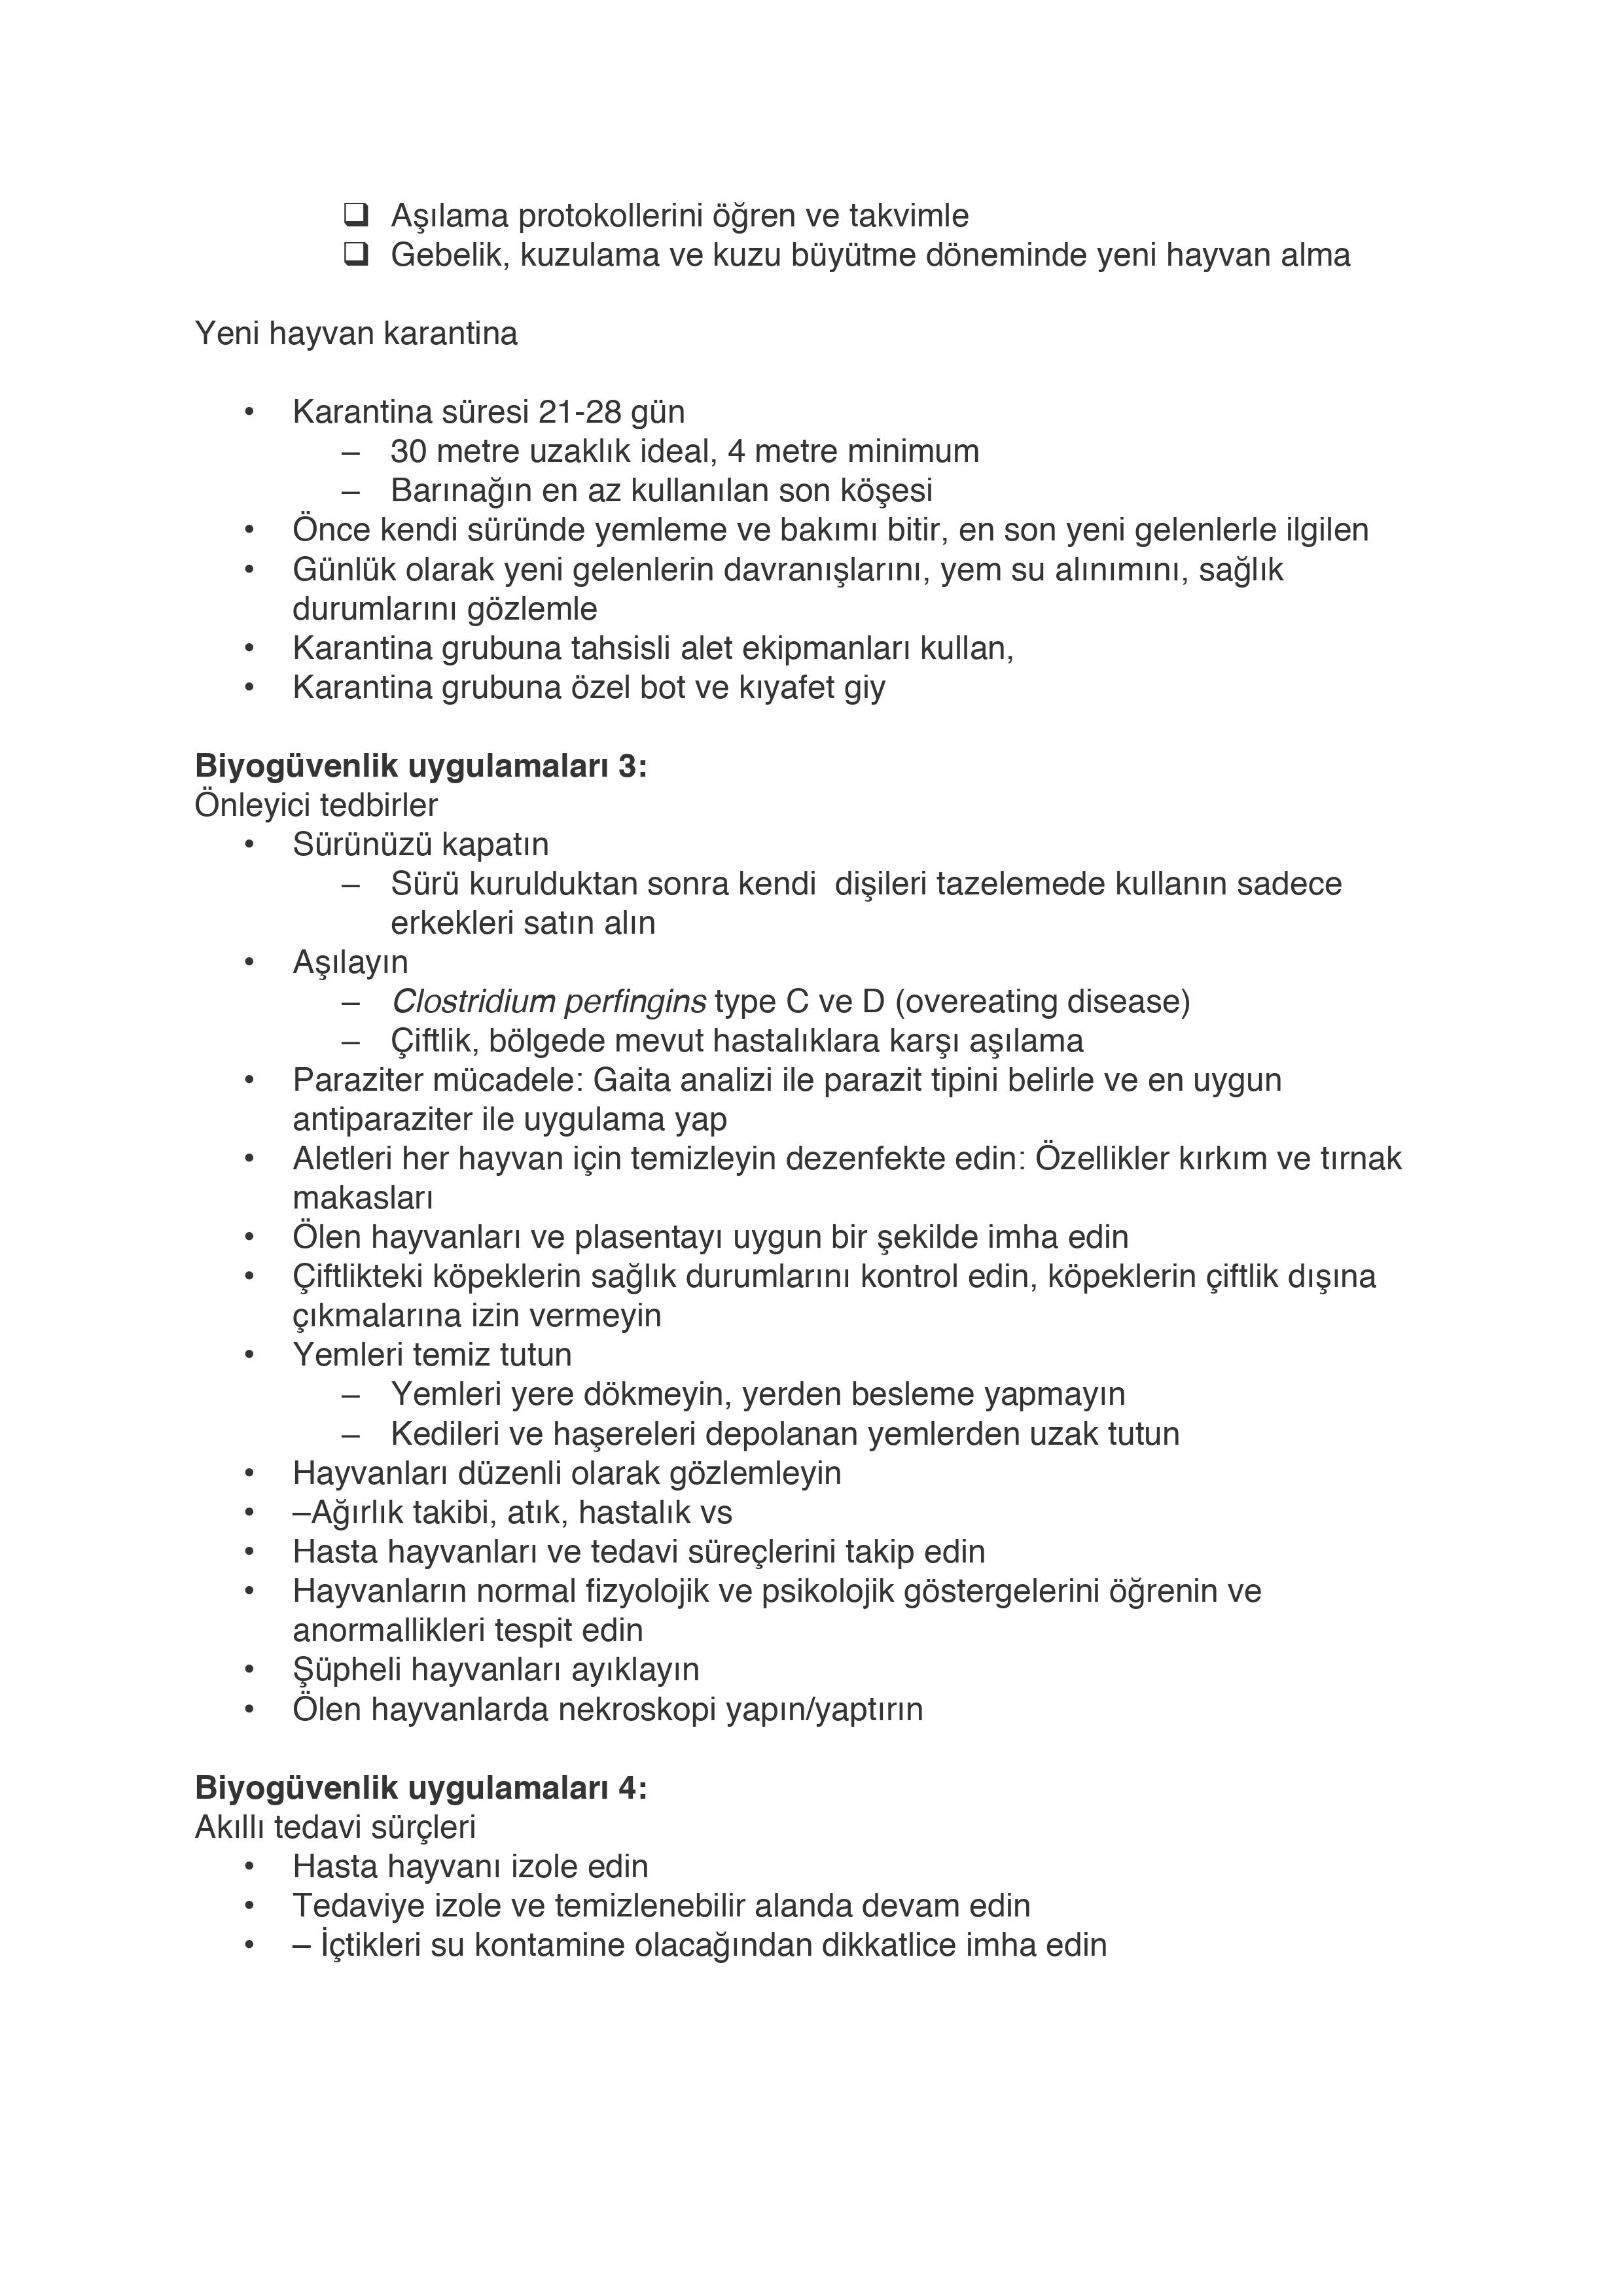 ❑ Aşılama protokollerini öğren ve takvimle
❑ Gebelik, kuzulama ve kuzu büyütme döneminde yeni hayvan alma
Yeni hayvan karantina
• Karantina süresi 21-28 gün
– 30 metre uzaklık ideal, 4 metre minimum
– Barınağın en az kullanılan son köşesi
• Önce kendi süründe yemleme ve bakımı bitir, en son yeni gelenlerle ilgilen
• Günlük olarak yeni gelenlerin davranışlarını, yem su alınımını, sağlık
durumlarını gözlemle
• Karantina grubuna tahsisli alet ekipmanları kullan,
• Karantina grubuna özel bot ve kıyafet giy
Biyogüvenlik uygulamaları 3:
Önleyici tedbirler
• Sürünüzü kapatın
– Sürü kurulduktan sonra kendi  dişileri tazelemede kullanın sadece
erkekleri satın alın
• Aşılayın
– Clostridium perfingins type C ve D (overeating disease)
– Çiftlik, bölgede mevut hastalıklara karşı aşılama
• Paraziter mücadele: Gaita analizi ile parazit tipini belirle ve en uygun
antiparaziter ile uygulama yap
• Aletleri her hayvan için temizleyin dezenfekte edin: Özellikler kırkım ve tırnak
makasları
• Ölen hayvanları ve plasentayı uygun bir şekilde imha edin
• Çiftlikteki köpeklerin sağlık durumlarını kontrol edin, köpeklerin çiftlik dışına
çıkmalarına izin vermeyin
• Yemleri temiz tutun
– Yemleri yere dökmeyin, yerden besleme yapmayın
– Kedileri ve haşereleri depolanan yemlerden uzak tutun
• Hayvanları düzenli olarak gözlemleyin
• –Ağırlık takibi, atık, hastalık vs
• Hasta hayvanları ve tedavi süreçlerini takip edin
• Hayvanların normal fizyolojik ve psikolojik göstergelerini öğrenin ve
anormallikleri tespit edin
• Şüpheli hayvanları ayıklayın
• Ölen hayvanlarda nekroskopi yapın/yaptırın
Biyogüvenlik uygulamaları 4:
Akıllı tedavi sürçleri
• Hasta hayvanı izole edin
• Tedaviye izole ve temizlenebilir alanda devam edin
• – İçtikleri su kontamine olacağından dikkatlice imha edin